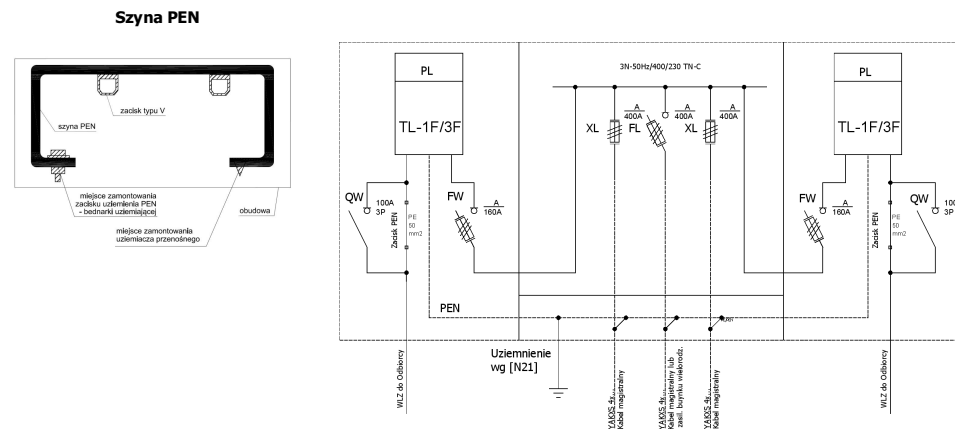 Szyna PEN
zacisk typu V
szyna PEN
miejsce zamontowania
zacisku uziemienia PEN
- bednarki uziemiającej
obudowa
miejsce zamontowania
uziemiacza przenośnego
3N-50Hz/400/230 TN-C
PL
TL-1F/3F
XL
FL
XL
A
400A
A
400A
A
400A
PL
TL-1F/3F
QW
100A
3P
Zacisk PEN
PE
50
mm2
FW
A
160A
FW
A
160A
Zacisk PEN
PE
50
mm2
QW
3P
PEN
Uziemnienie
wg [N21]
WLZ do Odbiorcy
YAKXS 4x...
Kabel magistralny
YAKXS 4x...
Kabel magistralny lub
zasil. buynku wielorodz.
YAKXS 4x...
Kabel magistralny
WLZ do Odbiorcy